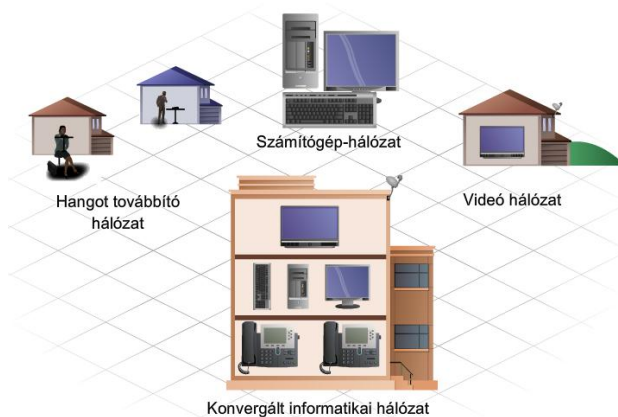 Számítógép-hálózat
Hangot továbbító
hálózat
Videó hálózat
Konvergált informatikai hálózat